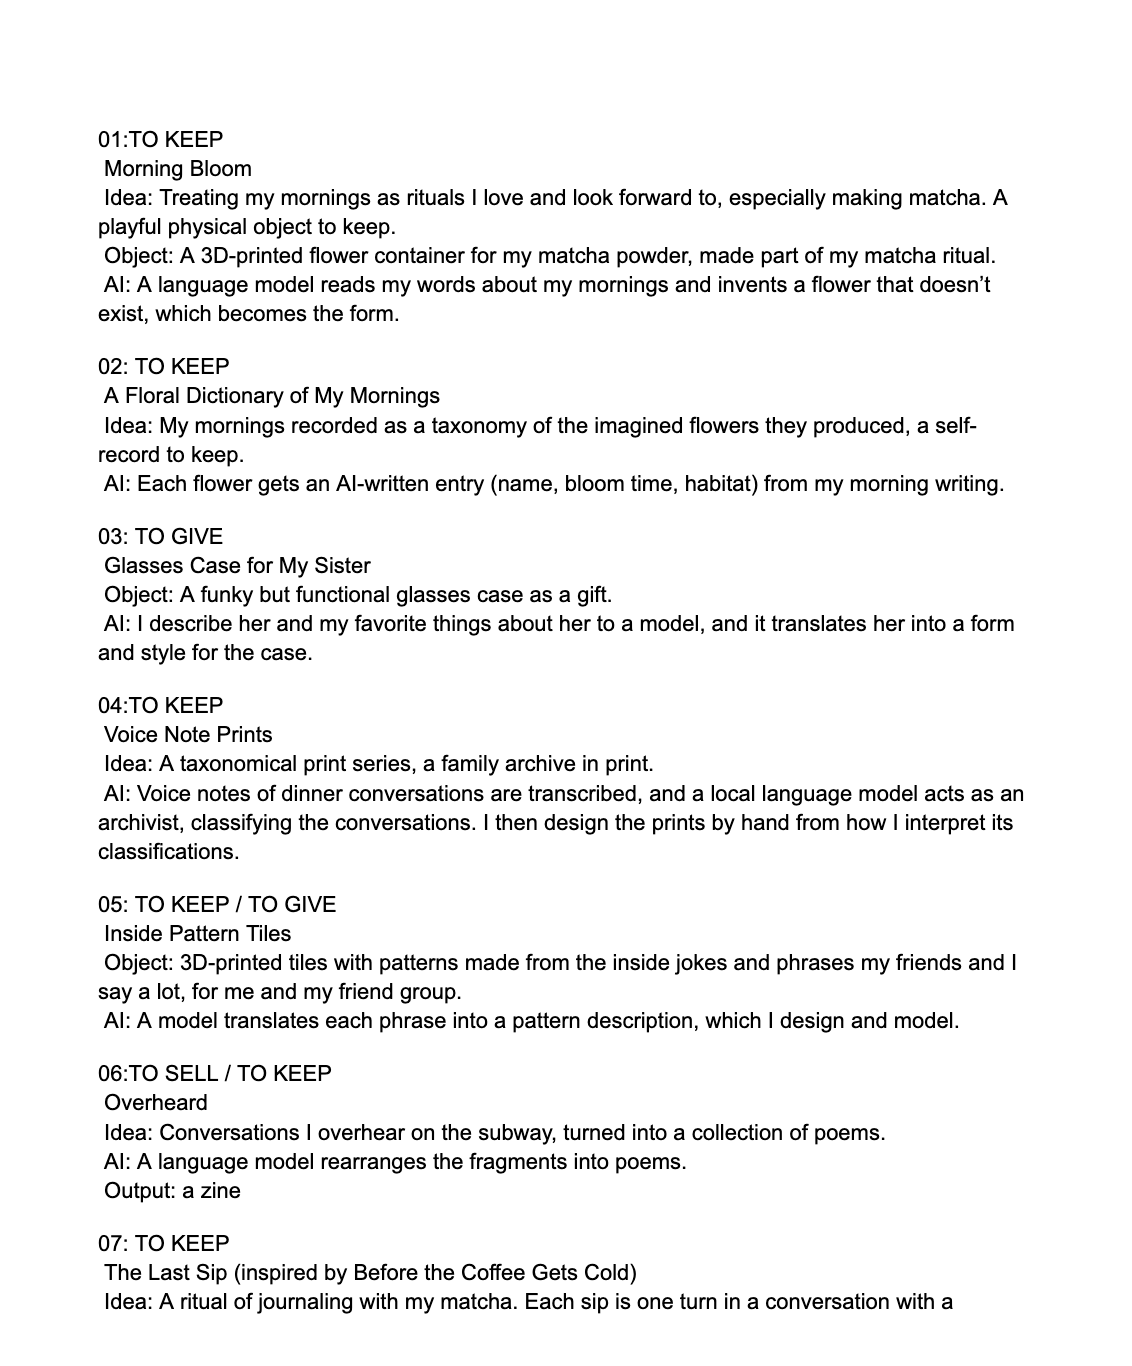 01:TO KEEP
Morning Bloom
Idea: Treating my mornings as rituals I love and look forward to, especially making matcha. A
playful physical object to keep.
Object: A 3D-printed flower container for my matcha powder, made part of my matcha ritual.
AI: A language model reads my words about my mornings and invents a flower that doesn’t
exist, which becomes the form.
02: TO KEEP
A Floral Dictionary of My Mornings
Idea: My mornings recorded as a taxonomy of the imagined flowers they produced, a self-
record to keep.
AI: Each flower gets an AI-written entry (name, bloom time, habitat) from my morning writing.
03: TO GIVE
Glasses Case for My Sister
Object: A funky but functional glasses case as a gift.
AI: I describe her and my favorite things about her to a model, and it translates her into a form
and style for the case.
04:TO KEEP
Voice Note Prints
Idea: A taxonomical print series, a family archive in print.
AI: Voice notes of dinner conversations are transcribed, and a local language model acts as an
archivist, classifying the conversations. I then design the prints by hand from how I interpret its
classifications.
05: TO KEEP / TO GIVE
Inside Pattern Tiles
Object: 3D-printed tiles with patterns made from the inside jokes and phrases my friends and I
say a lot, for me and my friend group.
AI: A model translates each phrase into a pattern description, which I design and model.
06:TO SELL / TO KEEP
Overheard
Idea: Conversations I overhear on the subway, turned into a collection of poems.
AI: A language model rearranges the fragments into poems.
Output: a zine
07: TO KEEP
The Last Sip (inspired by Before the Coffee Gets Cold)
Idea: A ritual of journaling with my matcha. Each sip is one turn in a conversation with a